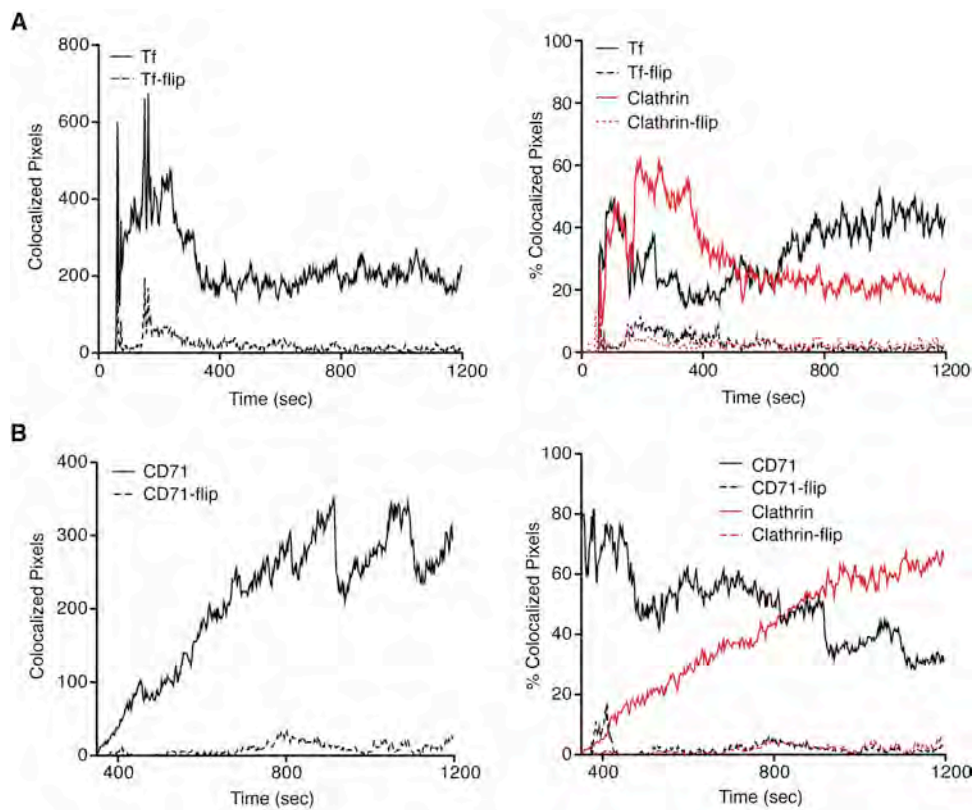 A
800
600
400
200
0
Colocalized Pixels
Tf
Tf-flip
0
400
800
1200
Time (sec)
100
80
60
40
20
0
% Colocalized Pixels
Tf
Tf-flip
Clathrin
Clathrin-flip
0
400
800
1200
Time (sec)
B
400
300
200
100
0
Colocalized Pixels
CD71
CD71-flip
400
800
1200
Time (sec)
100
80
60
40
20
0
% Colocalized Pixels
CD71
CD71-flip
Clathrin
Clathrin-flip
400
800
1200
Time (sec)